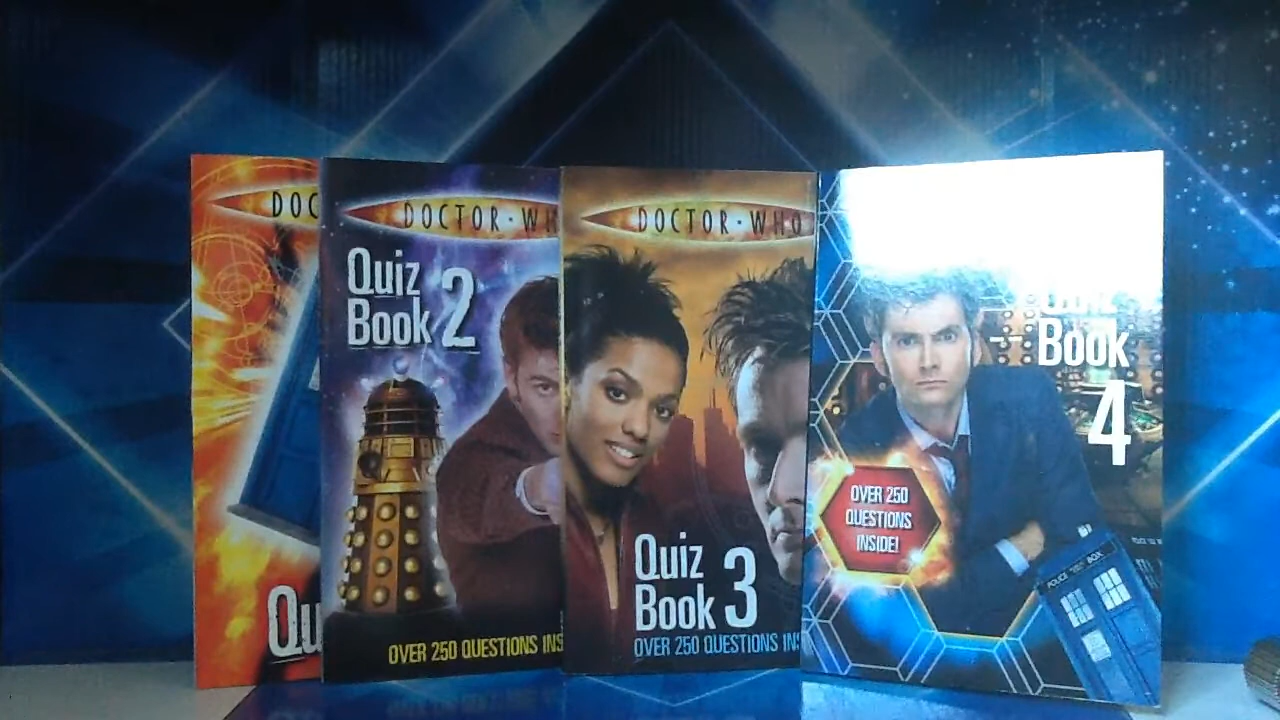 DOC
Qu
DOCTOR · WH
Quiz
Book 2
OVER 250 QUESTIONS INS
DOCTOR · WHO
Quiz
Book 3
OVER 250 QUESTIONS INS
Book
4
OVER 250
QUESTIONS
INSIDE!
POLICE BOX